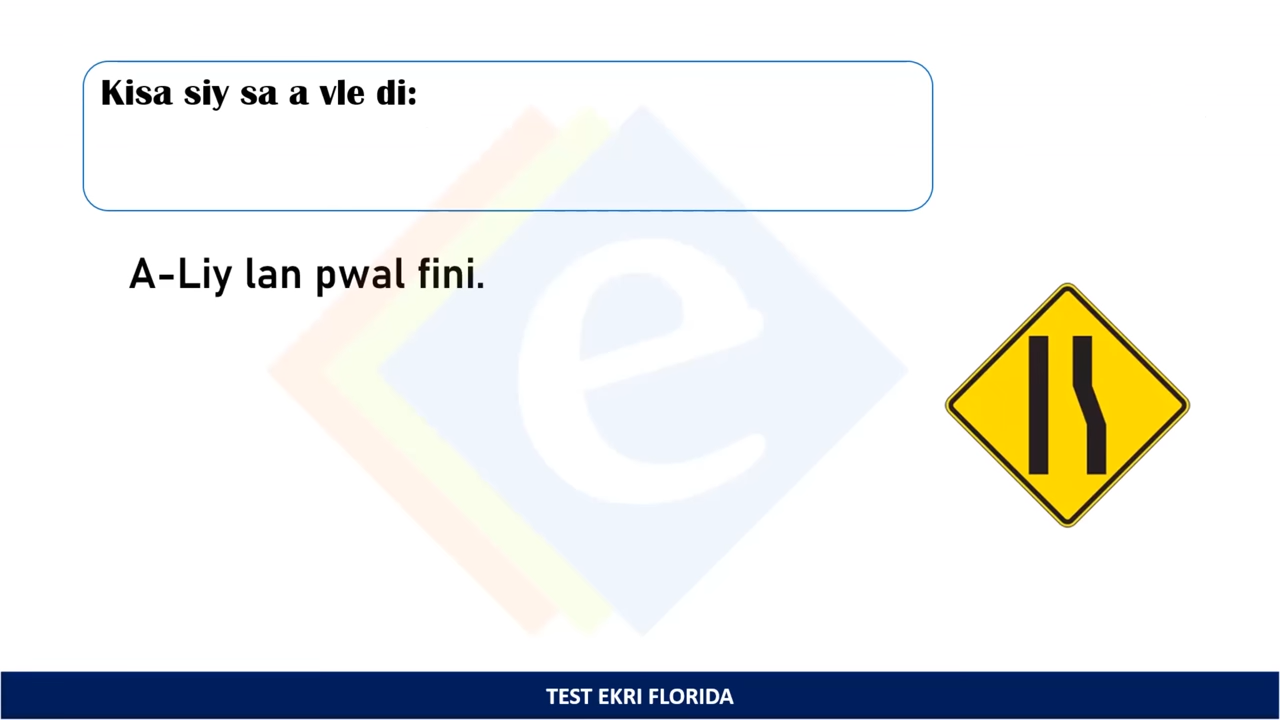 Kisa siy sa a vle di:
A-Liy lan pwal fini.
e
TEST EKRI FLORIDA